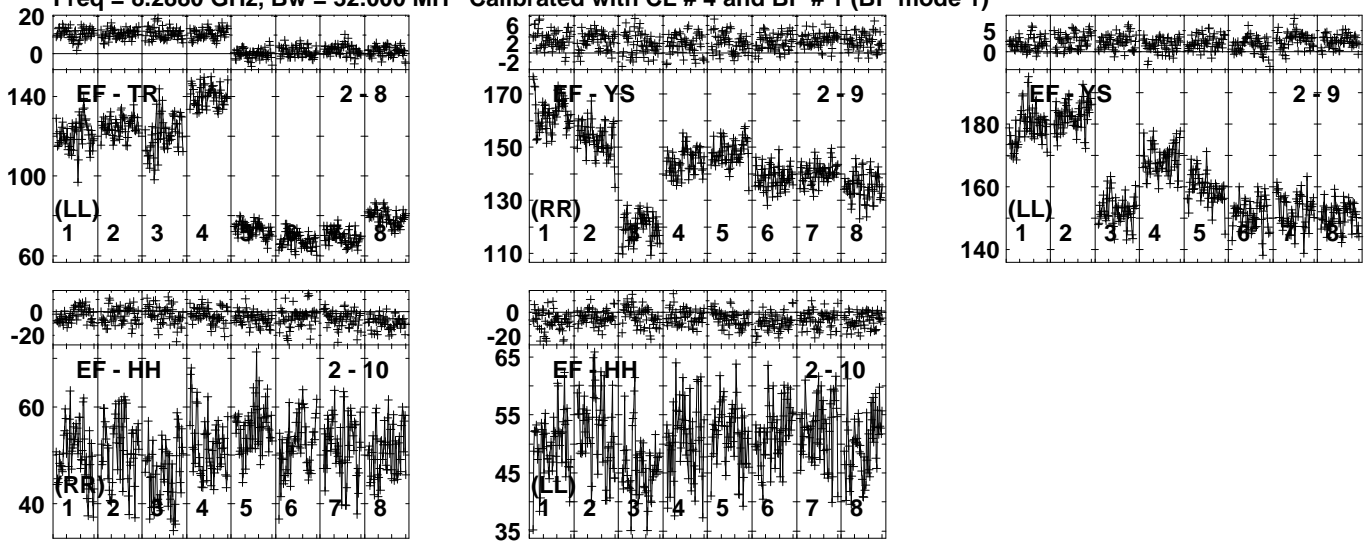 Freq = 8.2880 GHz, Bw = 32.000 MH Calibrated with CL # 4 and BP # 1 (BP mode 1)
20
10
0
140
100
60
EF - TR 2 - 8
(LL)
1 2 3 4 5 6 7 8
6
2
-2
170
150
130
110
EF - YS 2 - 9
(RR)
1 2 3 4 5 6 7 8
5
0
180
160
140
EF - YS 2 - 9
(LL)
1 2 3 4 5 6 7 8
0
-20
60
40
EF - HH 2 - 10
(RR)
1 2 3 4 5 6 7 8
0
-20
65
55
45
35
EF - HH 2 - 10
(LL)
1 2 3 4 5 6 7 8